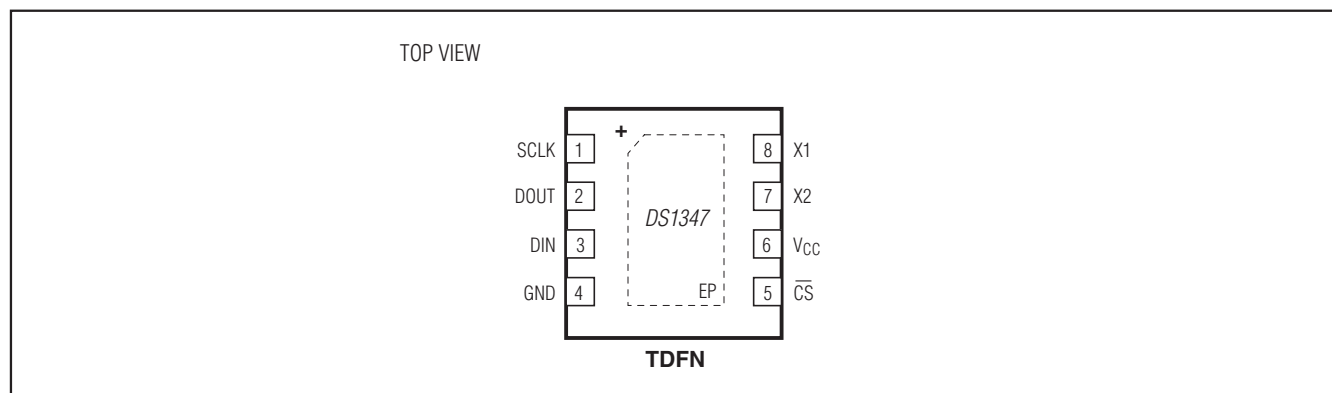 TOP VIEW
+
SCLK 1 8 X1
DOUT 2 7 X2
DS1347
DIN 3 6 VCC
GND 4 EP 5 C̅S̅
TDFN